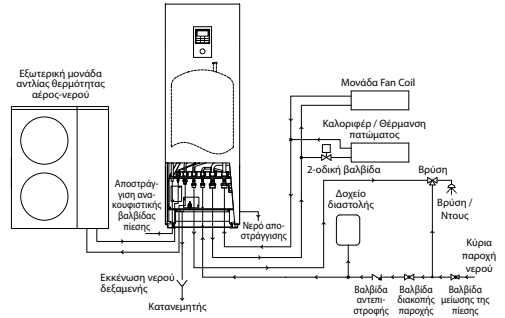 Εξωτερική μονάδα
αντλίας θερμότητας
αέρος-νερού
Μονάδα Fan Coil
Καλοριφέρ / Θέρμανση
πατώματος
2-οδική βαλβίδα
Βρύση
Αποστράγ-
γιση ανα-
κουφιστικής
βαλβίδας
πίεσης
Δοχείο
διαστολής
Βρύση /
Ντους
Νερό απο-
στράγγισης
Κύρια
παροχή
νερού
Εκκένωση νερού
δεξαμενής
Κατανεμητής
Βαλβίδα
αντεπι-
στροφής
Βαλβίδα
διακοπής
παροχής
Βαλβίδα
μείωσης της
πίεσης